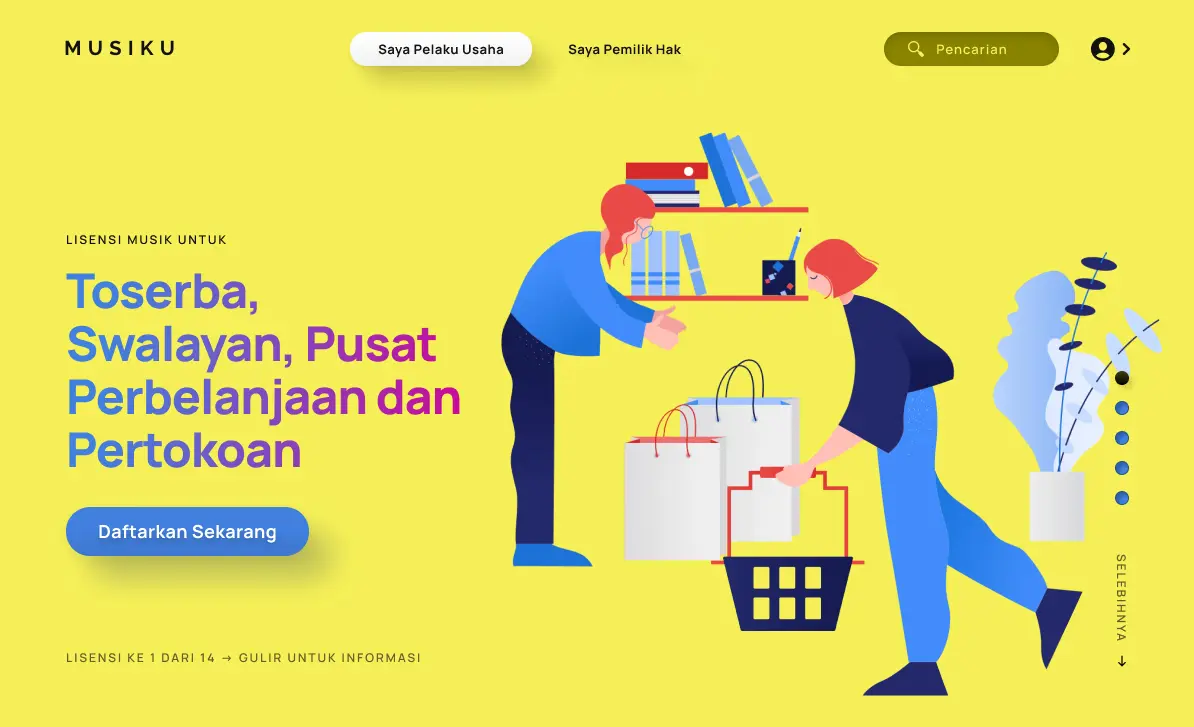 MUSIKU
Saya Pelaku Usaha
Saya Pemilik Hak
Pencarian
LISENSI MUSIK UNTUK
Toserba,
Swalayan, Pusat
Perbelanjaan dan
Pertokoan
Daftarkan Sekarang
LISENSI KE 1 DARI 14 → GULIR UNTUK INFORMASI
SELEBIHNYA →